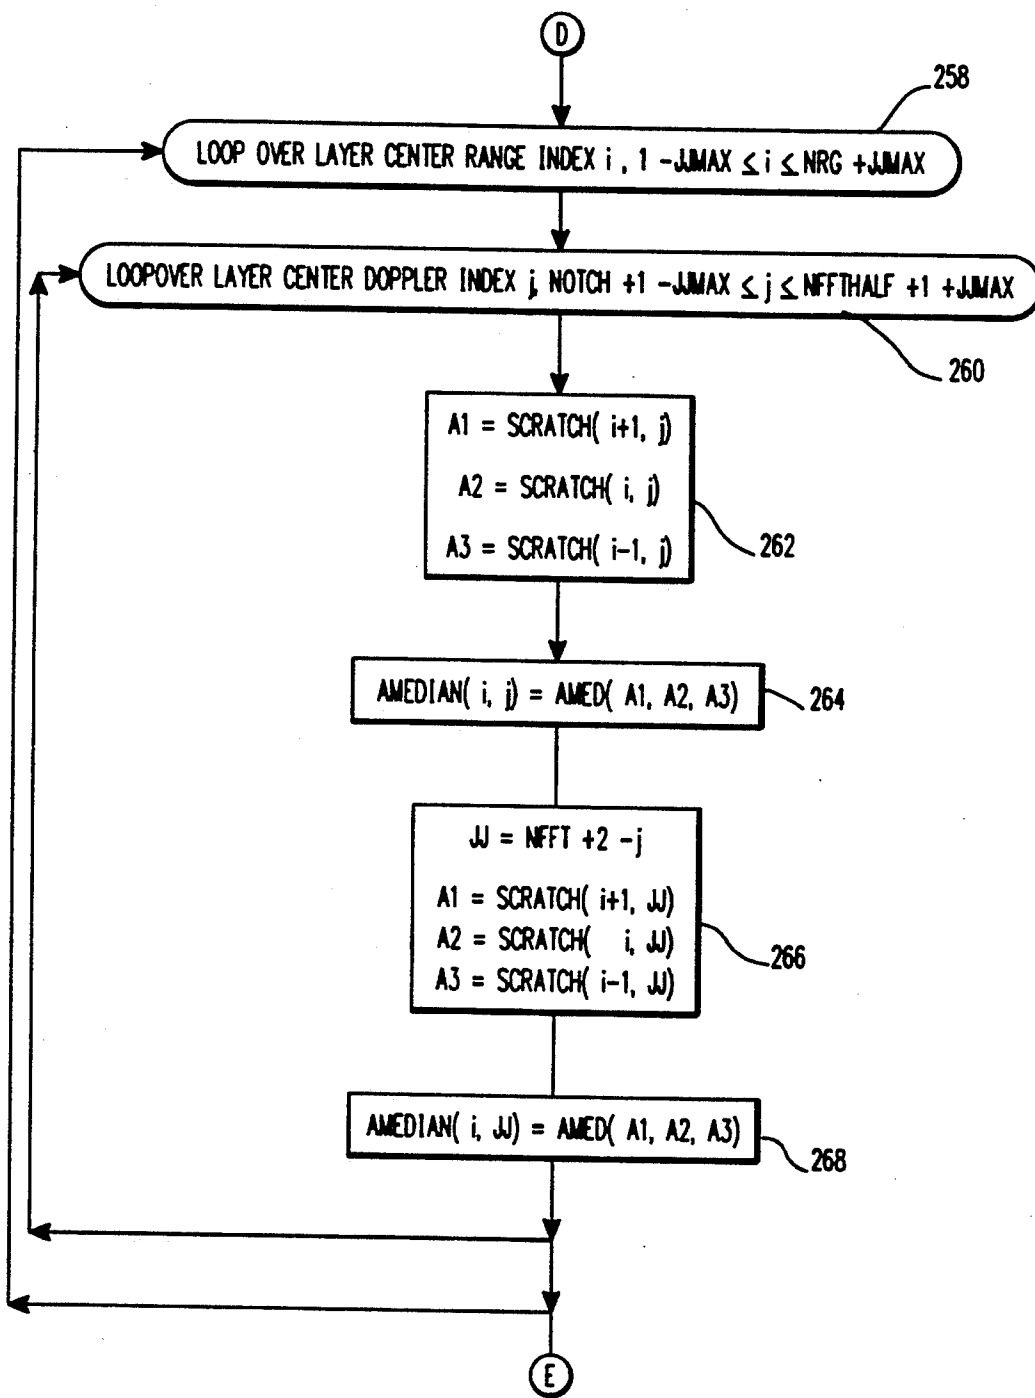 D
258
LOOP OVER LAYER CENTER RANGE INDEX i , 1 -JJMAX ≤ i ≤ NRG +JJMAX
LOOPOVER LAYER CENTER DOPPLER INDEX j, NOTCH +1 -JJMAX ≤ j ≤ NFFTHALF +1 +JJMAX
260
A1 = SCRATCH( i+1, j)
A2 = SCRATCH( i, j)
A3 = SCRATCH( i-1, j)
262
AMEDIAN( i, j) = AMED( A1, A2, A3)
264
JJ = NFFT +2 -j
A1 = SCRATCH( i+1, JJ)
A2 = SCRATCH( i, JJ)
A3 = SCRATCH( i-1, JJ)
266
AMEDIAN( i, JJ) = AMED( A1, A2, A3)
268
E